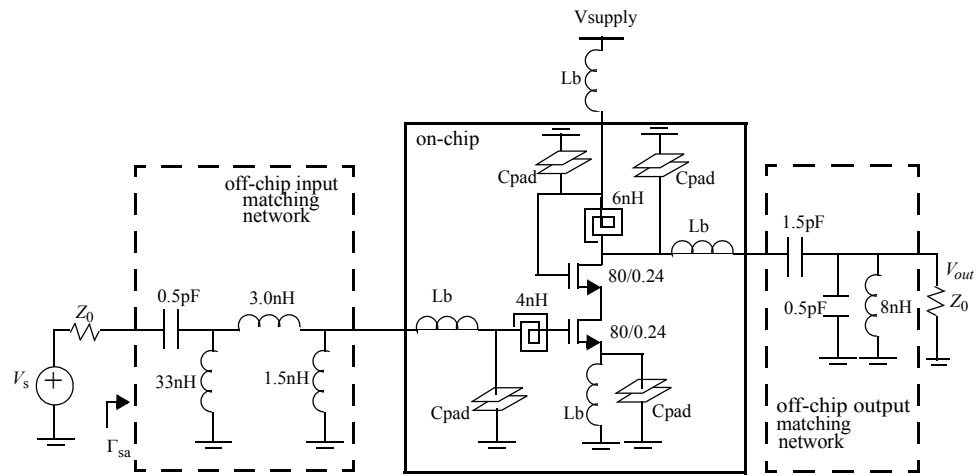 Vsupply
Lb
on-chip
Cpad
Cpad
off-chip input
matching
network
6nH
Lb
1.5pF
0.5pF
3.0nH
Z0
Lb
4nH
80/0.24
80/0.24
Vout
Z0
0.5pF
8nH
Vs
+
33nH
1.5nH
Γsa
Cpad
Lb
Cpad
off-chip output
matching
network